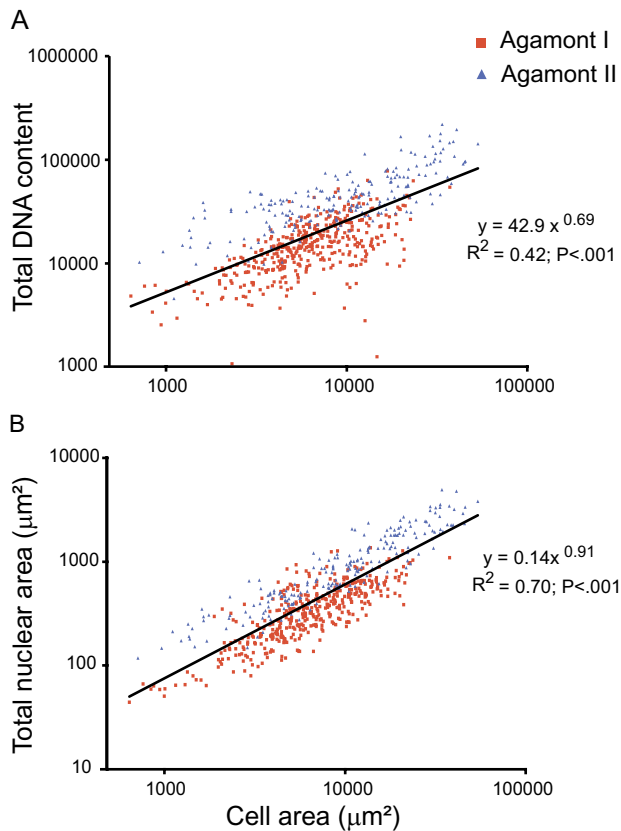 A
Agamont I
Agamont II
1000000
100000
10000
1000
Total DNA content
y = 42.9 x^0.69
R² = 0.42; P<.001
1000 10000 100000
B
10000
1000
100
10
Total nuclear area (μm²)
y = 0.14x^0.91
R² = 0.70; P<.001
1000 10000 100000
Cell area (μm²)